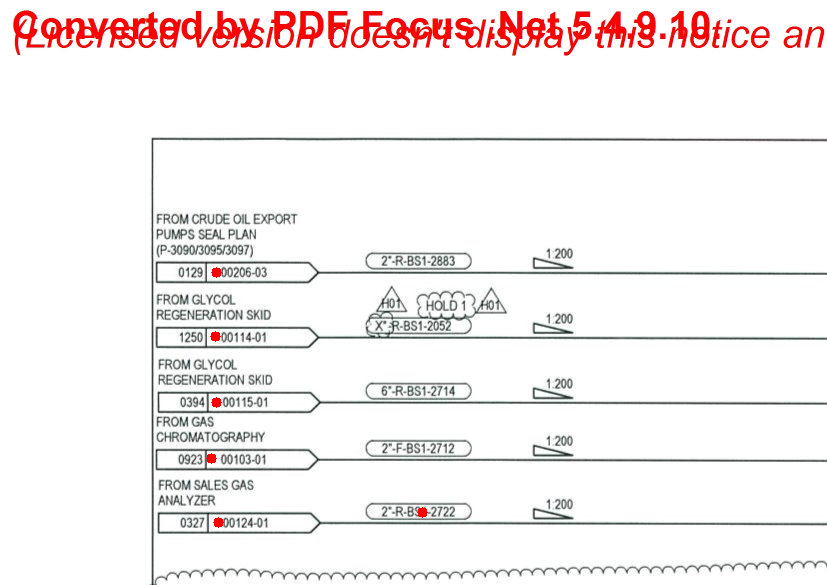 Converted by PDF Focus .Net 5.4.9.10.
(Licensed version doesn't display this notice an
FROM CRUDE OIL EXPORT
PUMPS SEAL PLAN
(P-3090/3095/3097)
0129 00206-03
2"-R-BS1-2883
1:200
FROM GLYCOL
REGENERATION SKID
1250 00114-01
H01 HOLD 1 H01
X"-R-BS1-2052
1:200
FROM GLYCOL
REGENERATION SKID
0394 00115-01
6"-R-BS1-2714
1:200
FROM GAS
CHROMATOGRAPHY
0923 00103-01
2"-F-BS1-2712
1:200
FROM SALES GAS
ANALYZER
0327 00124-01
2"-R-BS -2722
1:200